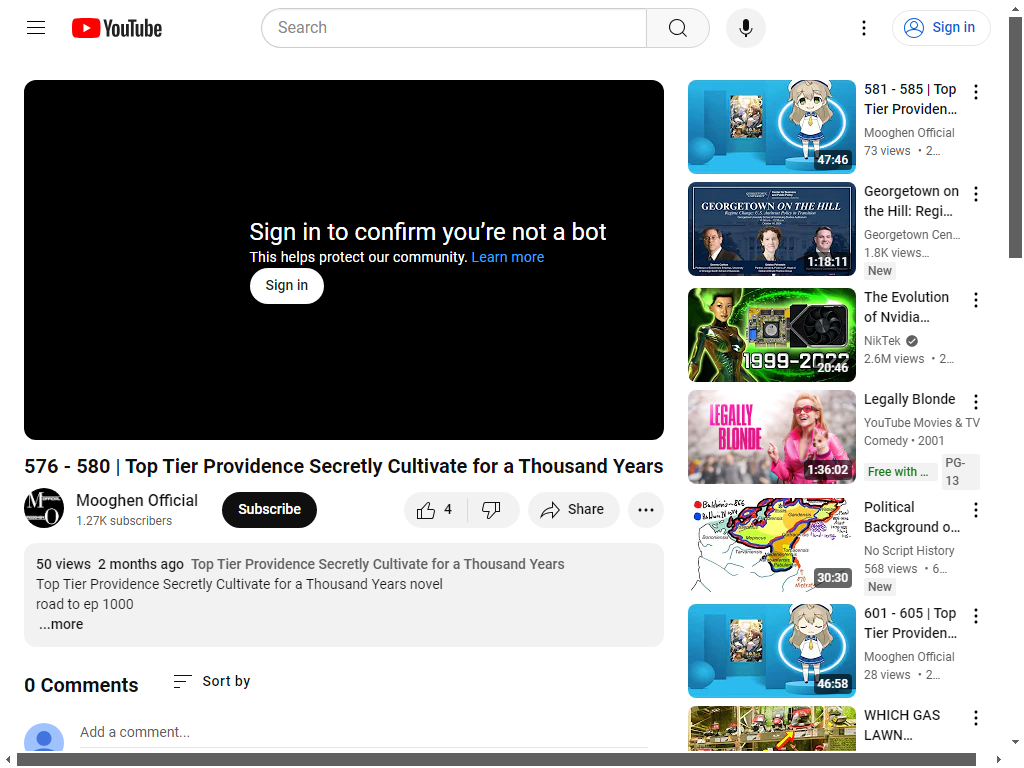 YouTube
Search
Sign in
Sign in to confirm you’re not a bot
This helps protect our community. Learn more
Sign in
576 - 580 | Top Tier Providence Secretly Cultivate for a Thousand Years
Mooghen Official
1.27K subscribers
Subscribe
4
Share
50 views 2 months ago Top Tier Providence Secretly Cultivate for a Thousand Years
Top Tier Providence Secretly Cultivate for a Thousand Years novel
road to ep 1000
...more
0 Comments
Sort by
Add a comment...
47:46
581 - 585 | Top
Tier Providen...
Mooghen Official
73 views • 2...
GEORGETOWN ON THE HILL
Regime Change: U.S. Antitrust Policy in Transition
1:18:11
Georgetown on
the Hill: Regi...
Georgetown Cen...
1.8K views...
New
1999-2022
20:46
The Evolution
of Nvidia...
NikTek
2.6M views • 2...
LEGALLY
BLONDE
1:36:02
Legally Blonde
YouTube Movies & TV
Comedy • 2001
Free with ...
PG-
13
30:30
Political
Background o...
No Script History
568 views • 6...
New
46:58
601 - 605 | Top
Tier Providen...
Mooghen Official
28 views • 2...
WHICH GAS
LAWN...